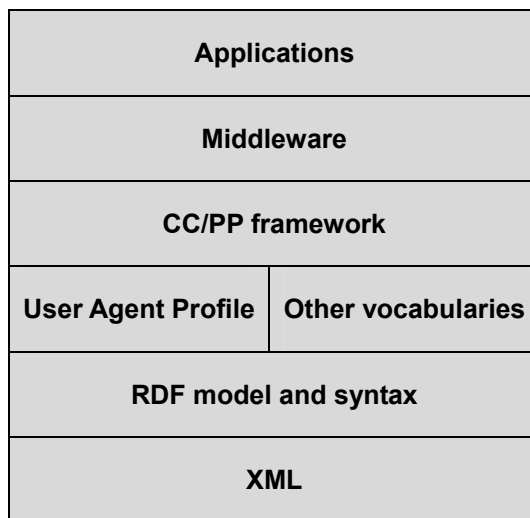 Applications
Middleware
CC/PP framework
User Agent Profile
Other vocabularies
RDF model and syntax
XML